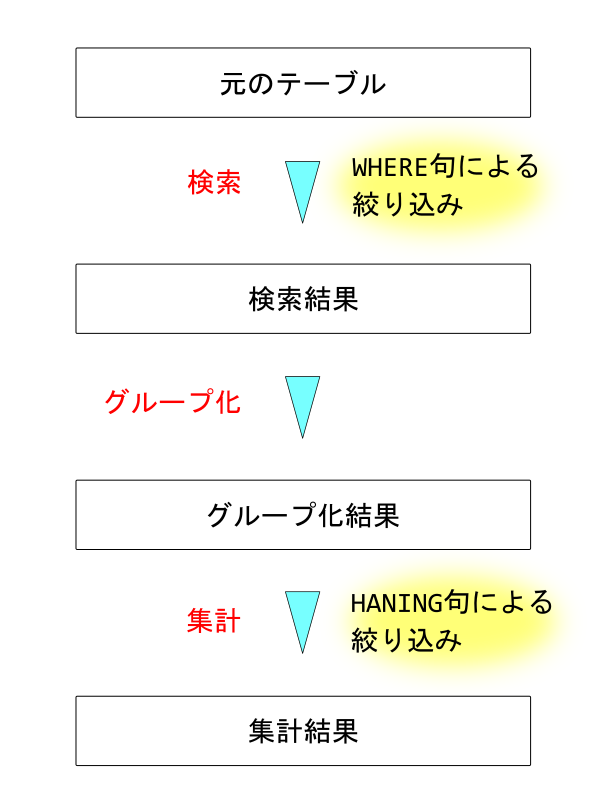 元のテーブル
検索
WHERE句による
絞り込み
検索結果
グループ化
グループ化結果
集計
HANING句による
絞り込み
集計結果